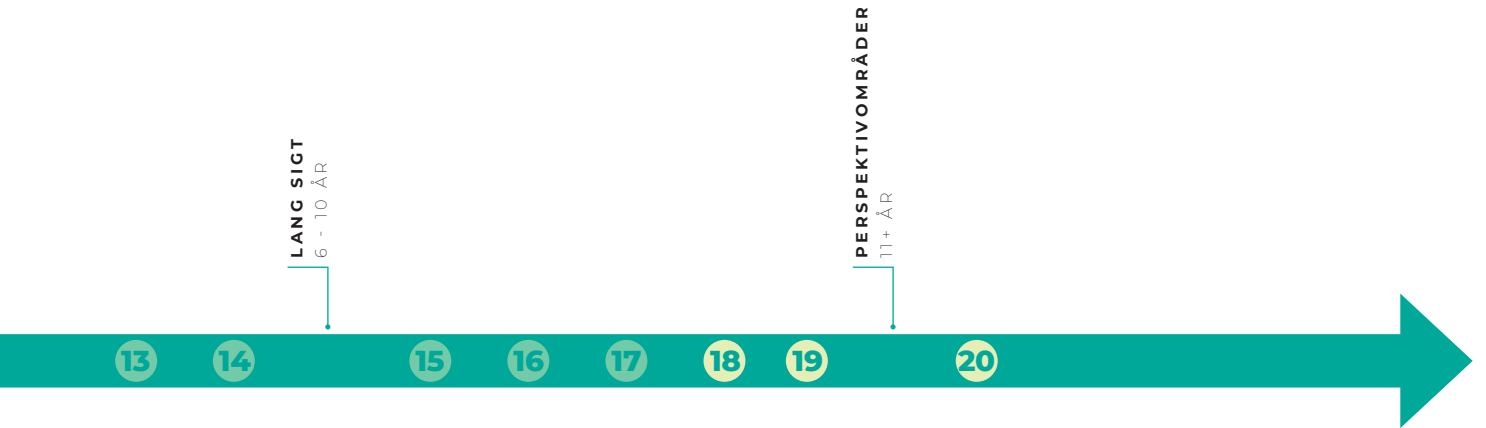 LANG SIGT
6 - 10 ÅR
PERSPEKTIVOMRÅDER
11+ ÅR
13
14
15
16
17
18
19
20